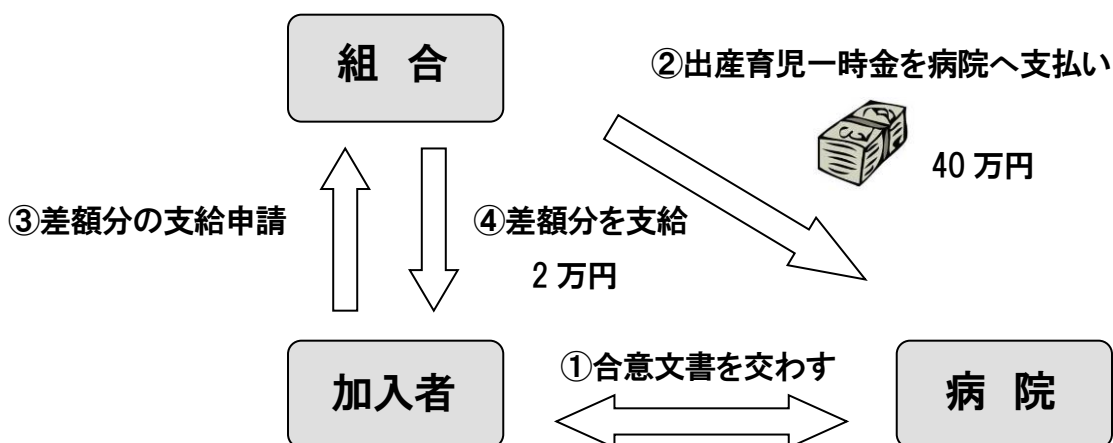 組 合
②出産育児一時金を病院へ支払い
40 万円
③差額分の支給申請
④差額分を支給
2 万円
①合意文書を交わす
加入者
病 院